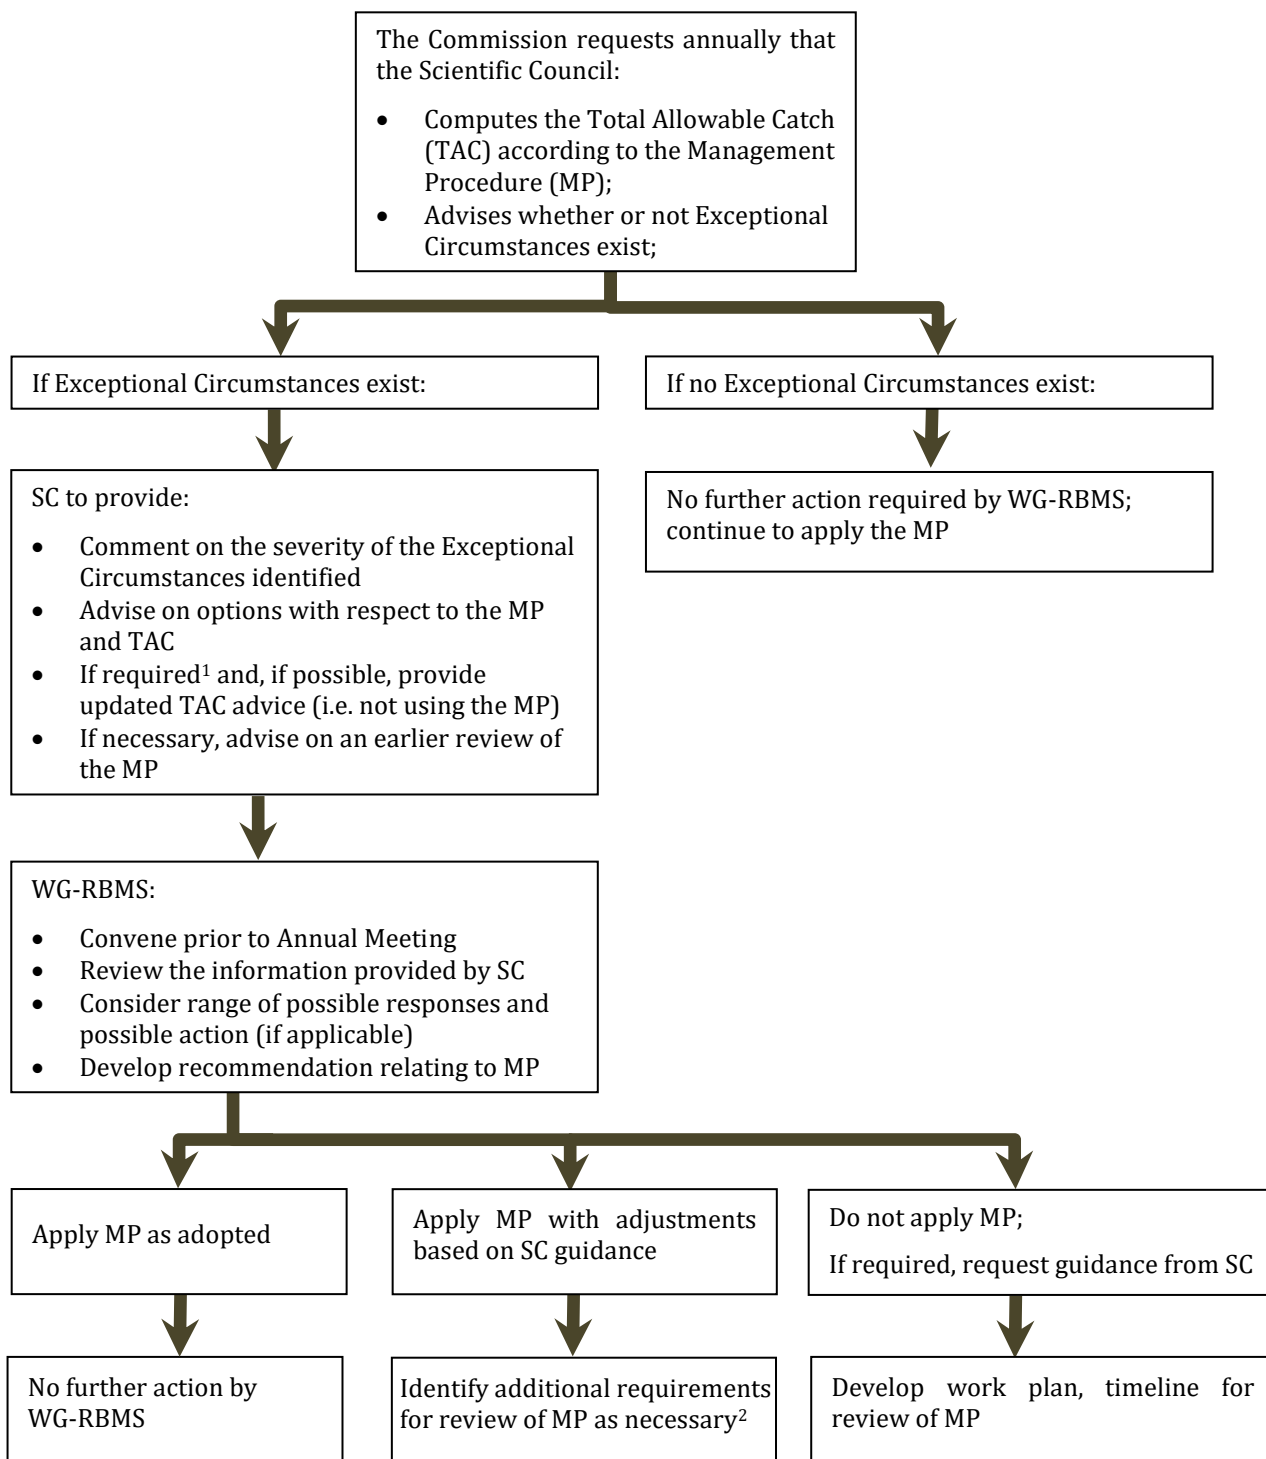 The Commission requests annually that
the Scientific Council:
• Computes the Total Allowable Catch
(TAC) according to the Management
Procedure (MP);
• Advises whether or not Exceptional
Circumstances exist;
If Exceptional Circumstances exist:
If no Exceptional Circumstances exist:
SC to provide:
• Comment on the severity of the Exceptional
Circumstances identified
• Advise on options with respect to the MP
and TAC
• If required¹ and, if possible, provide
updated TAC advice (i.e. not using the MP)
• If necessary, advise on an earlier review of
the MP
No further action required by WG-RBMS;
continue to apply the MP
WG-RBMS:
• Convene prior to Annual Meeting
• Review the information provided by SC
• Consider range of possible responses and
possible action (if applicable)
• Develop recommendation relating to MP
Apply MP as adopted
Apply MP with adjustments
based on SC guidance
Do not apply MP;
If required, request guidance from SC
No further action by
WG-RBMS
Identify additional requirements
for review of MP as necessary²
Develop work plan, timeline for
review of MP